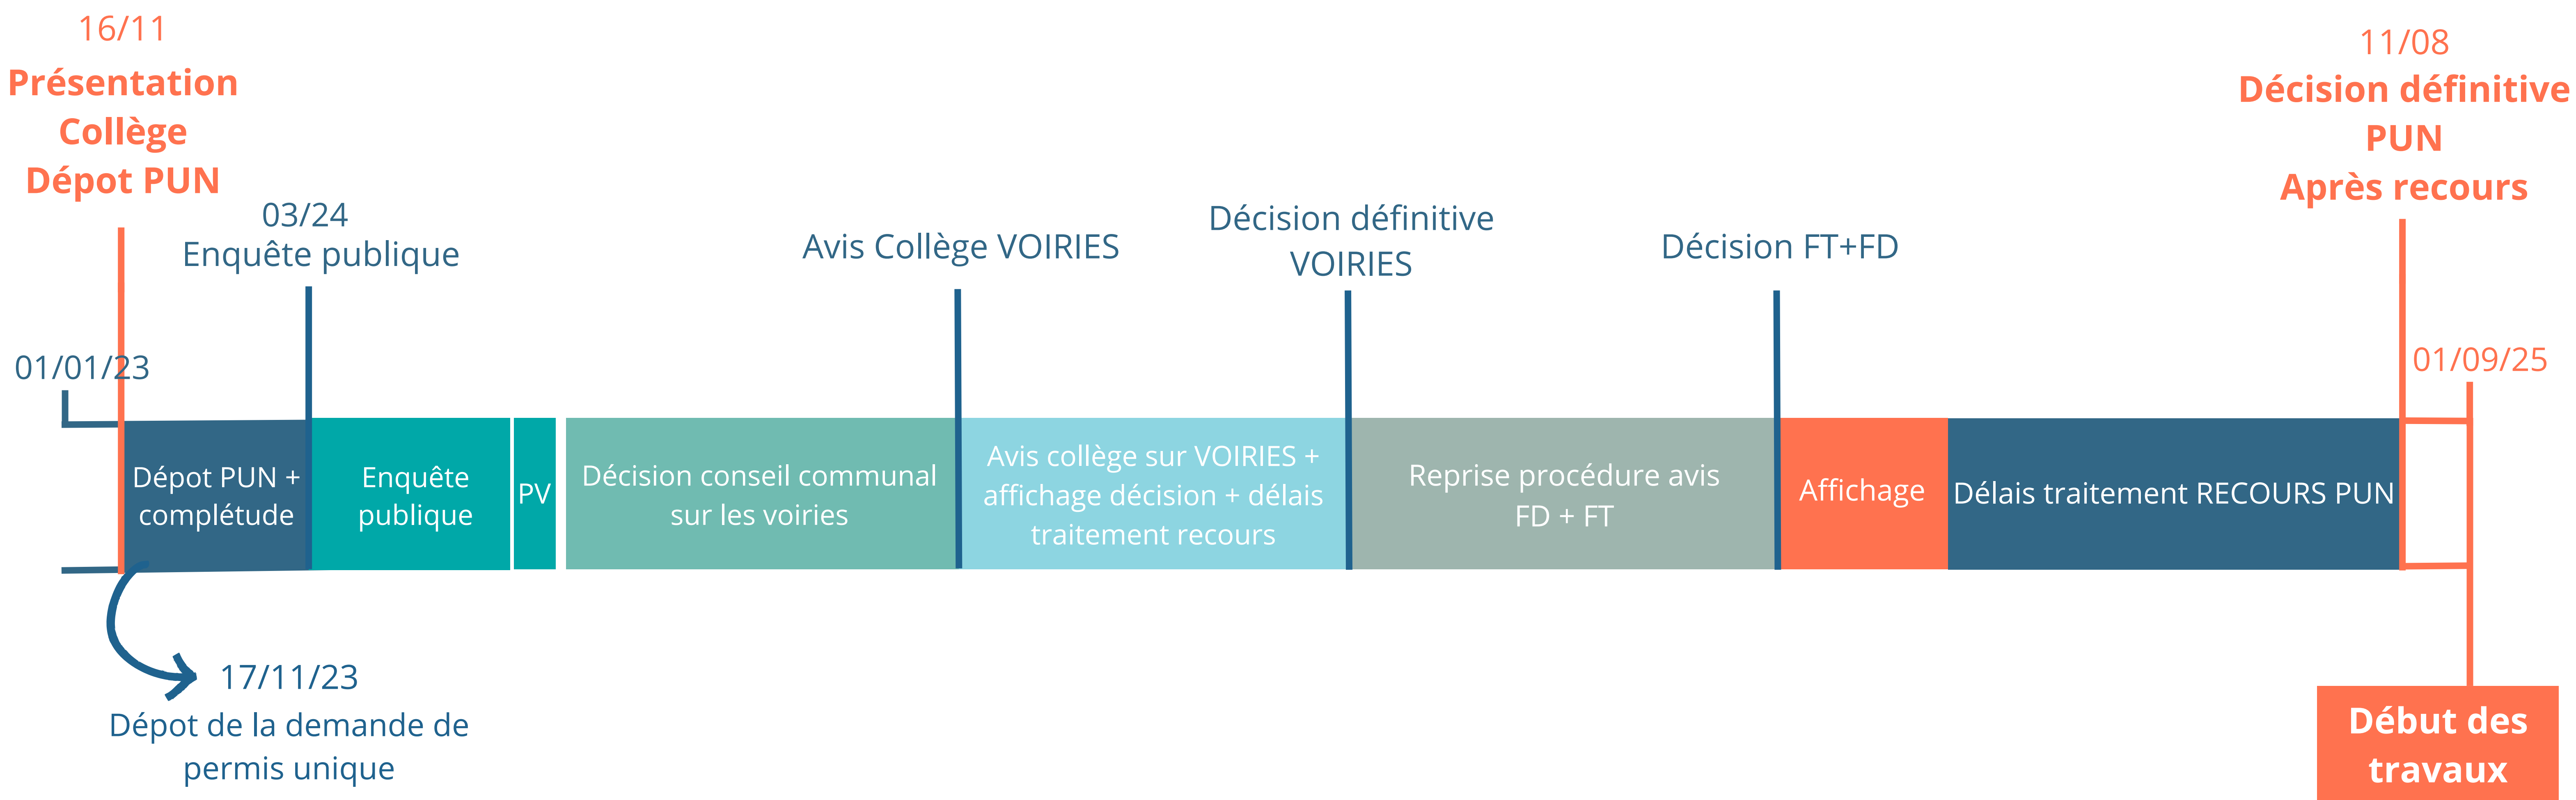 16/11
Présentation
Collège
Dépot PUN
03/24
Enquête publique
Avis Collège VOIRIES
Décision définitive
VOIRIES
Décision FT+FD
11/08
Décision définitive
PUN
Après recours
01/01/23
01/09/25
Dépot PUN +
complétude
Enquête
publique
PV
Décision conseil communal
sur les voiries
Avis collège sur VOIRIES +
affichage décision + délais
traitement recours
Reprise procédure avis
FD + FT
Affichage
Délais traitement RECOURS PUN
17/11/23
Dépot de la demande de
permis unique
Début des
travaux